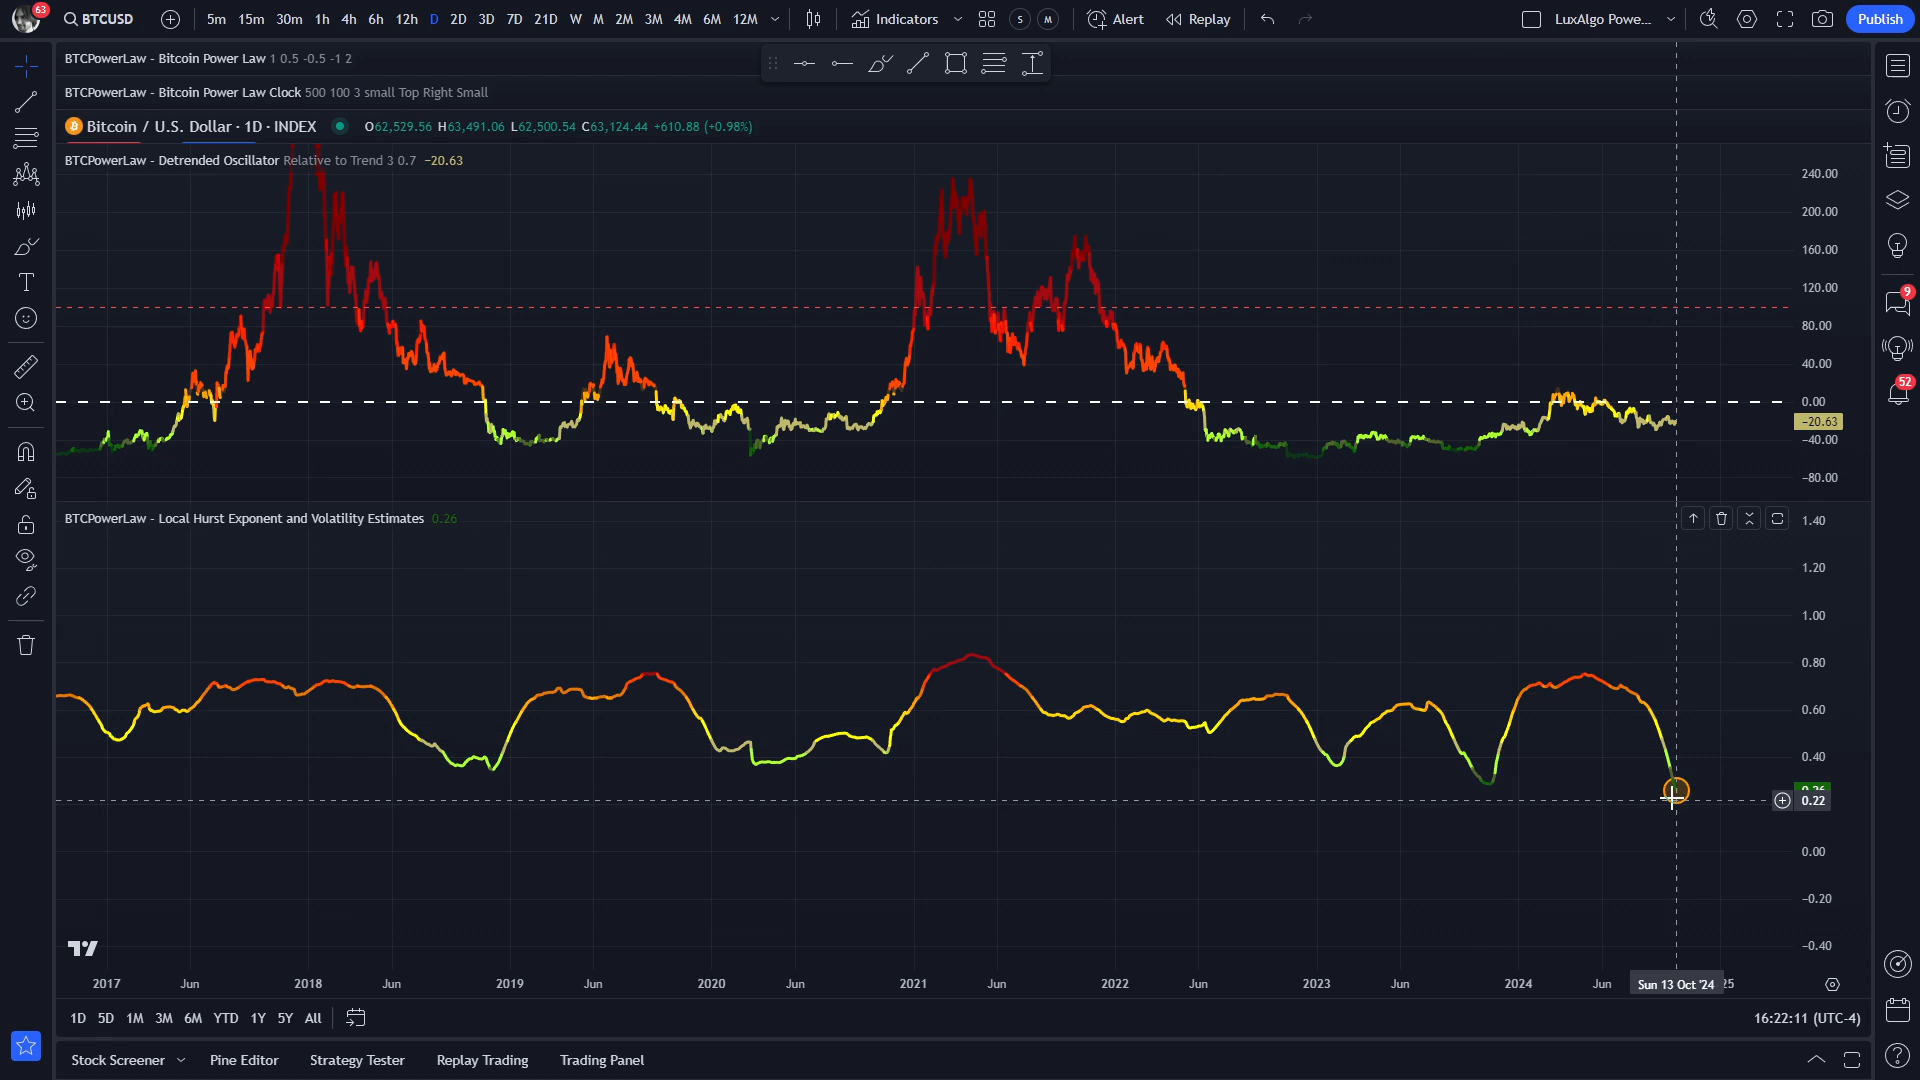 63 BTCUSD 5m 15m 30m 1h 4h 6h 12h D 2D 3D 7D 21D W M 2M 3M 4M 6M 12M Indicators S M Alert Replay LuxAlgo Powe... Publish
BTCPowerLaw - Bitcoin Power Law 1 0.5 -0.5 -1 2
BTCPowerLaw - Bitcoin Power Law Clock 500 100 3 small Top Right Small
Bitcoin / U.S. Dollar · 1D · INDEX O62,529.56 H63,491.06 L62,500.54 C63,124.44 +610.88 (+0.98%)
BTCPowerLaw - Detrended Oscillator Relative to Trend 3 0.7 −20.63
240.00
200.00
160.00
120.00
80.00
40.00
0.00
−20.63
−40.00
−80.00
9
52
BTCPowerLaw - Local Hurst Exponent and Volatility Estimates 0.26
1.40
1.20
1.00
0.80
0.60
0.40
0.22
0.00
−0.20
−0.40
2017 Jun 2018 Jun 2019 Jun 2020 Jun 2021 Jun 2022 Jun 2023 Jun 2024 Jun Sun 13 Oct '24
1D 5D 1M 3M 6M YTD 1Y 5Y All 16:22:11 (UTC-4)
Stock Screener Pine Editor Strategy Tester Replay Trading Trading Panel